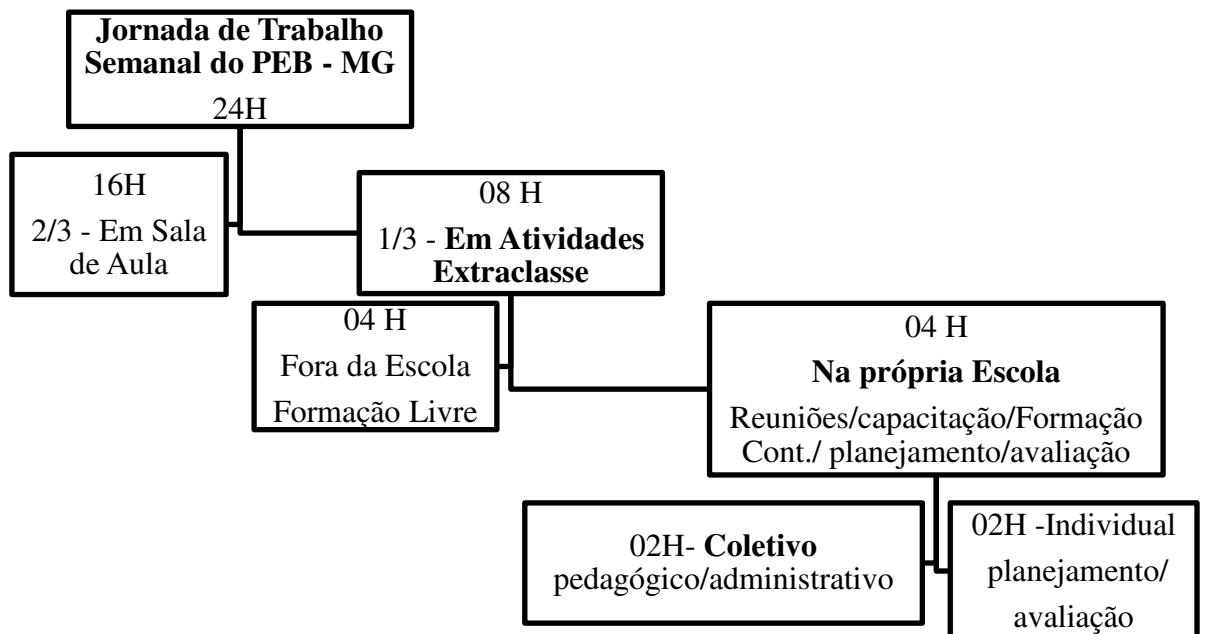 Jornada de Trabalho
Semanal do PEB - MG
24H
16H
2/3 - Em Sala
de Aula
08 H
1/3 - Em Atividades
Extraclasse
04 H
Fora da Escola
Formação Livre
04 H
Na própria Escola
Reuniões/capacitação/Formação
Cont./ planejamento/avaliação
02H- Coletivo
pedagógico/administrativo
02H -Individual
planejamento/
avaliação